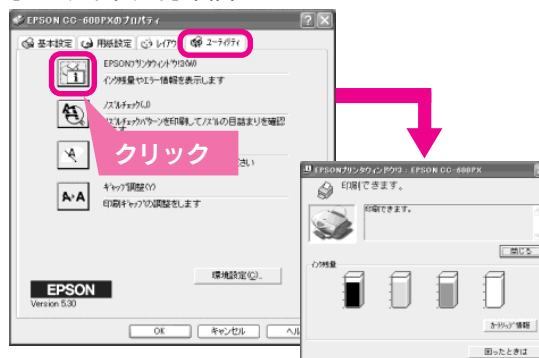 EPSON CC-600PXのプロパティ
基本設定
用紙設定
レイアウト
ユーティリティ
EPSONプリンタウィンドウ!3(W)
インク残量やエラー情報を表示します
ノズルチェック(J)
ノズルチェックパターンを印刷してノズルの目詰まりを確認
クリック
さい
ギャップ調整(Y)
印刷ギャップの調整をします
環境設定(C)...
EPSON
Version 5.30
OK
キャンセル
EPSONプリンタウィンドウ!3 : EPSON CC-600PX
印刷できます。
印刷できます。
閉じる
インク残量
カートリッジ情報
困ったときは